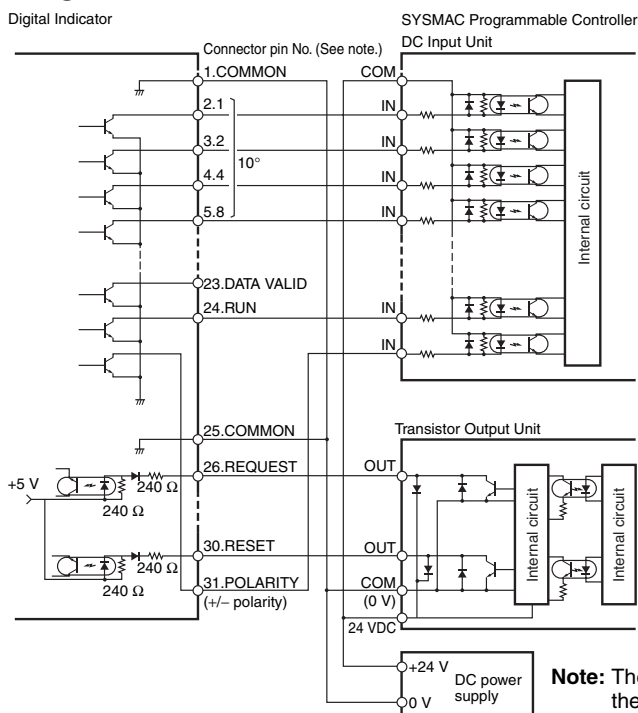 Digital Indicator
SYSMAC Programmable Controller
DC Input Unit
Connector pin No. (See note.)
1.COMMON
COM
2.1
IN
3.2
IN
10°
4.4
IN
5.8
IN
Internal circuit
23.DATA VALID
24.RUN
IN
IN
25.COMMON
Transistor Output Unit
26.REQUEST
OUT
+5 V
240 Ω
240 Ω
Internal circuit
Internal circuit
30.RESET
OUT
240 Ω
240 Ω
31.POLARITY
(+/− polarity)
COM
(0 V)
24 VDC
+24 V
DC power
supply
0 V
Note: The
the